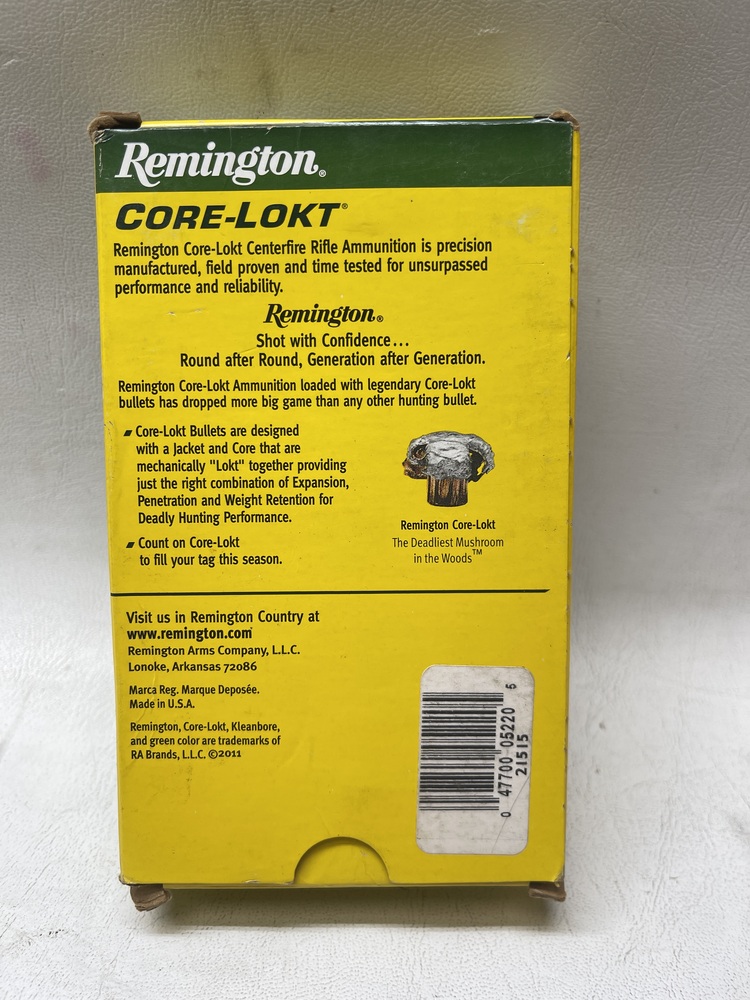 Remington®
CORE-LOKT®
Remington Core-Lokt Centerfire Rifle Ammunition is precision
manufactured, field proven and time tested for unsurpassed
performance and reliability.
Remington®
Shot with Confidence...
Round after Round, Generation after Generation.
Remington Core-Lokt Ammunition loaded with legendary Core-Lokt
bullets has dropped more big game than any other hunting bullet.
Core-Lokt Bullets are designed
with a Jacket and Core that are
mechanically "Lokt" together providing
just the right combination of Expansion,
Penetration and Weight Retention for
Deadly Hunting Performance.
Count on Core-Lokt
to fill your tag this season.
Remington Core-Lokt
The Deadliest Mushroom
in the Woods™
Visit us in Remington Country at
www.remington.com
Remington Arms Company, L.L.C.
Lonoke, Arkansas 72086
Marca Reg. Marque Deposée.
Made in U.S.A.
Remington, Core-Lokt, Kleanbore,
and green color are trademarks of
RA Brands, L.L.C. ©2011
0 47700 05220 6
21515